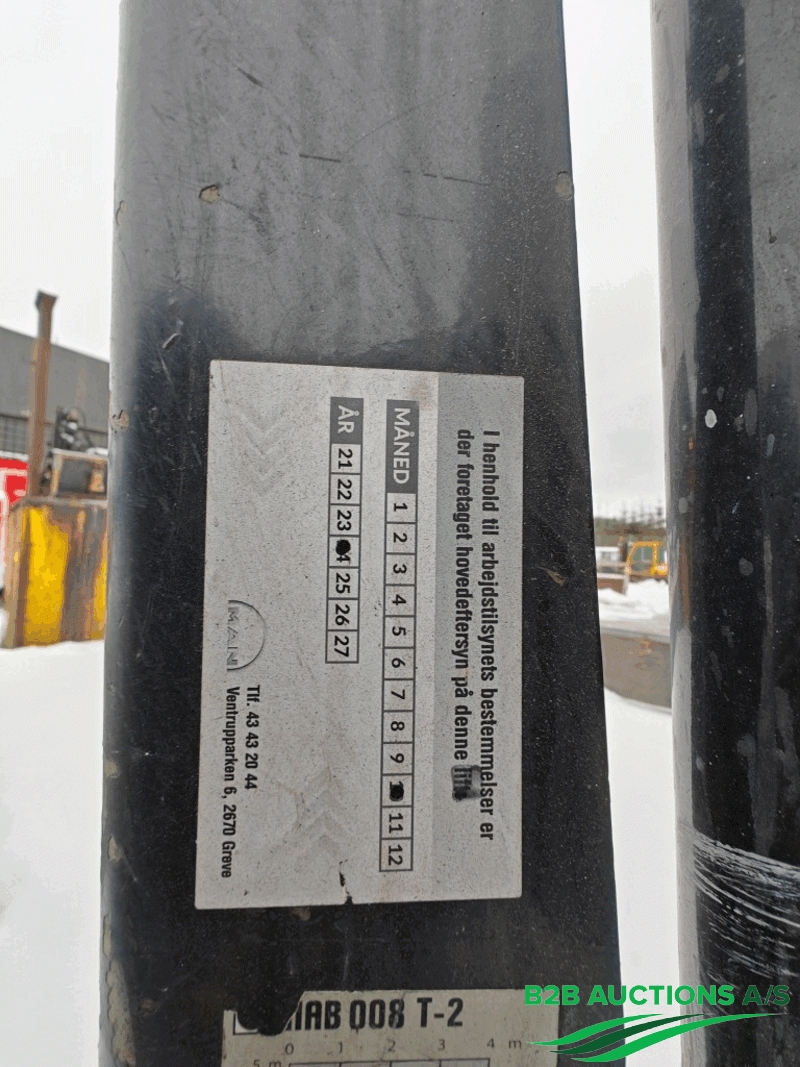 I henhold til arbejdstilsynets bestemmelser er
der foretaget hovedeftersyn på denne
MÅNED 1 2 3 4 5 6 7 8 9 11 12
ÅR 21 22 23 25 26 27
MAN
Tlf. 43 43 20 44
Ventrupparken 6, 2670 Greve
008 T-2
0 1 2 3 4 m
5 m
B2B AUCTIONS A/S